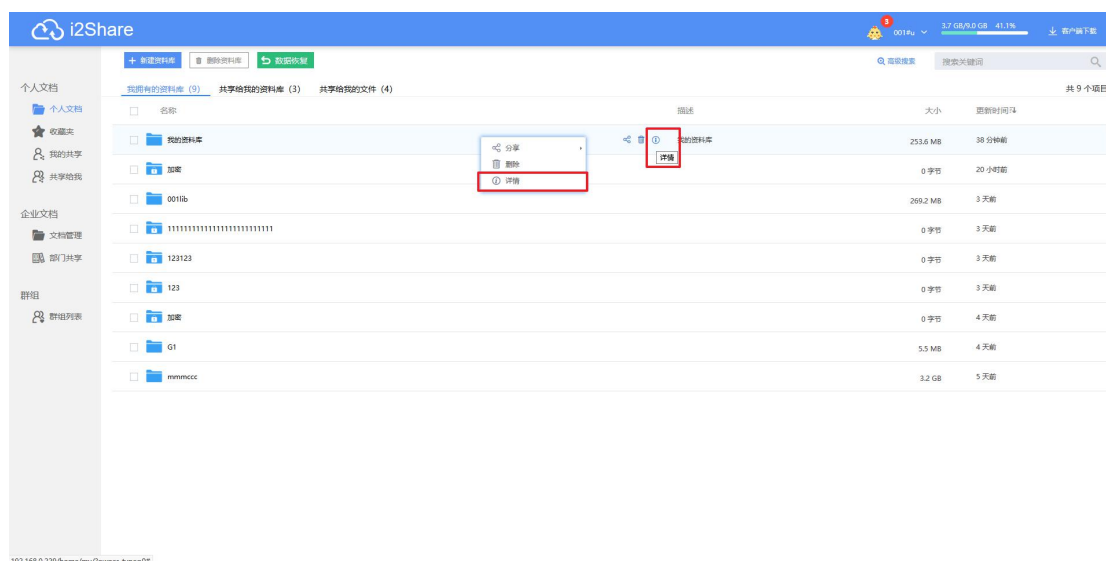 i2Share
3
001#u
3.7 GB/9.0 GB 41.1%
客户端下载
+ 新建资料库
删除资料库
数据恢复
高级搜索
搜索关键词
个人文档
个人文档
收藏夹
我的共享
共享给我
企业文档
文档管理
部门共享
群组
群组列表
我拥有的资料库 (9) 共享给我的资料库 (3) 共享给我的文件 (4)
共 9 个项目
名称 描述 大小 更新时间
我的资料库 我的资料库 253.6 MB 38 分钟前
分享
删除
详情
详情
加密 0 字节 20 小时前
001lib 269.2 MB 3 天前
0 字节 3 天前
123123 0 字节 3 天前
123 0 字节 3 天前
加密 0 字节 4 天前
G1 5.5 MB 4 天前
mmmccc 3.2 GB 5 天前